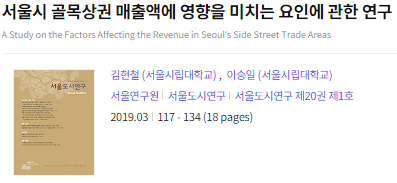 서울시 골목상권 매출액에 영향을 미치는 요인에 관한 연구
A Study on the Factors Affecting the Revenue in Seoul's Side Street Trade Areas
김현철 (서울시립대학교) , 이승일 (서울시립대학교)
서울도시연구
서울연구원 | 서울도시연구 | 서울도시연구 제20권 제1호
2019.03 | 117 - 134 (18 pages)